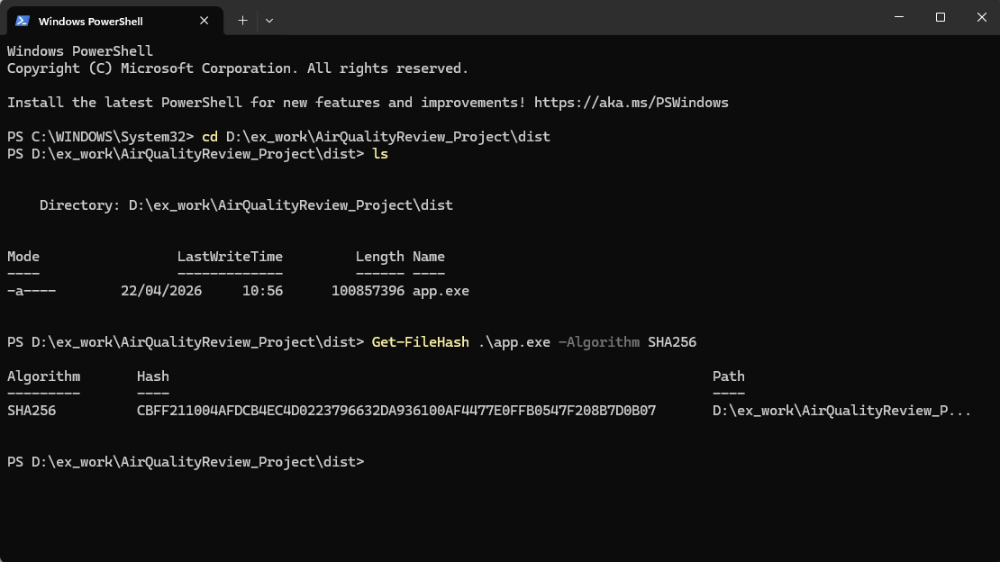 Windows PowerShell
Windows PowerShell
Copyright (C) Microsoft Corporation. All rights reserved.
Install the latest PowerShell for new features and improvements! https://aka.ms/PSWindows
PS C:\WINDOWS\System32> cd D:\ex_work\AirQualityReview_Project\dist
PS D:\ex_work\AirQualityReview_Project\dist> ls
Directory: D:\ex_work\AirQualityReview_Project\dist
Mode LastWriteTime Length Name
---- ------------- ------ ----
-a---- 22/04/2026 10:56 100857396 app.exe
PS D:\ex_work\AirQualityReview_Project\dist> Get-FileHash .\app.exe -Algorithm SHA256
Algorithm Hash Path
--------- ---- ----
SHA256 CBFF211004AFDCB4EC4D0223796632DA936100AF4477E0FFB0547F208B7D0B07 D:\ex_work\AirQualityReview_P...
PS D:\ex_work\AirQualityReview_Project\dist>